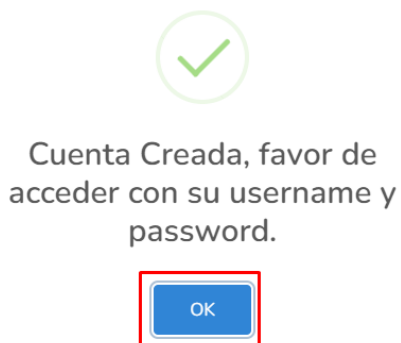 Cuenta Creada, favor de
acceder con su username y
password.
OK